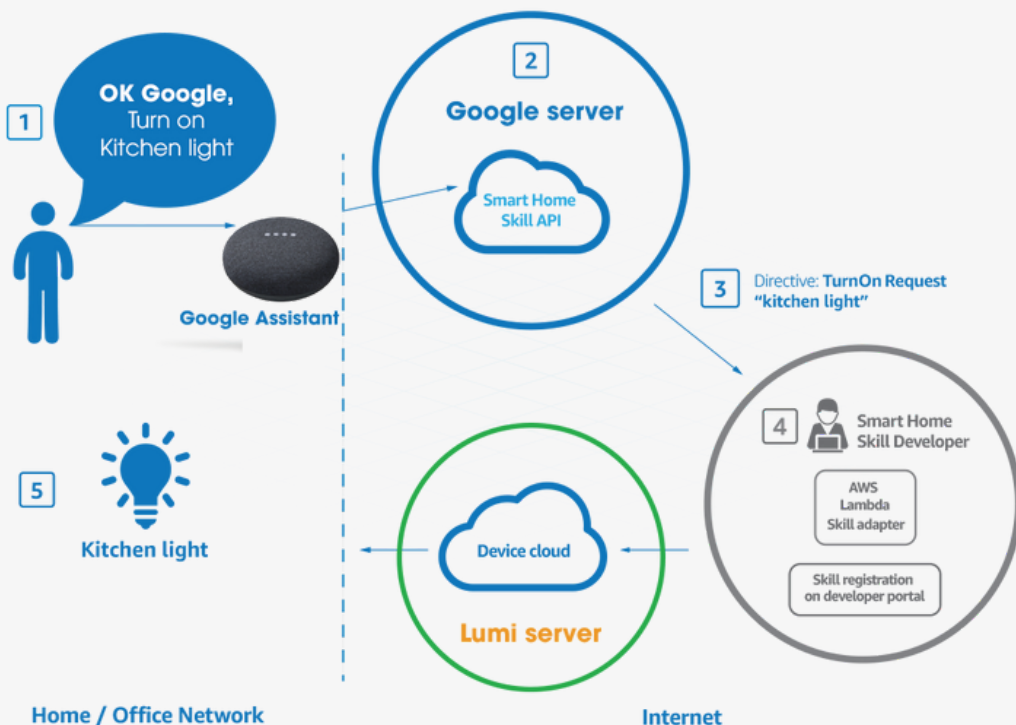 1
OK Google,
Turn on
Kitchen light
Google Assistant
2
Google server
Smart Home
Skill API
3
Directive: TurnOn Request
“kitchen light”
4
Smart Home
Skill Developer
AWS
Lambda
Skill adapter
Skill registration
on developer portal
Device cloud
Lumi server
5
Kitchen light
Home / Office Network
Internet